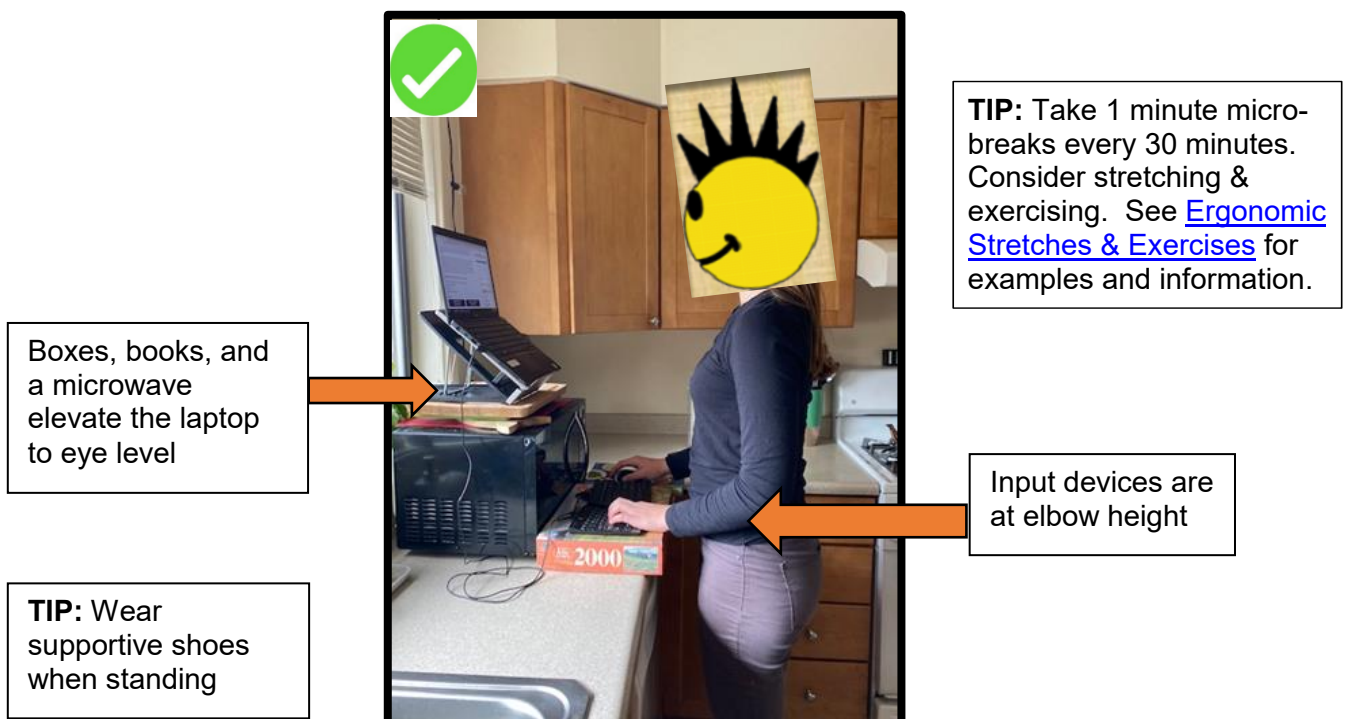 TIP: Take 1 minute micro-
breaks every 30 minutes.
Consider stretching &
exercising.  See Ergonomic
Stretches & Exercises for
examples and information.
Boxes, books, and
a microwave
elevate the laptop
to eye level
2000
Input devices are
at elbow height
TIP: Wear
supportive shoes
when standing